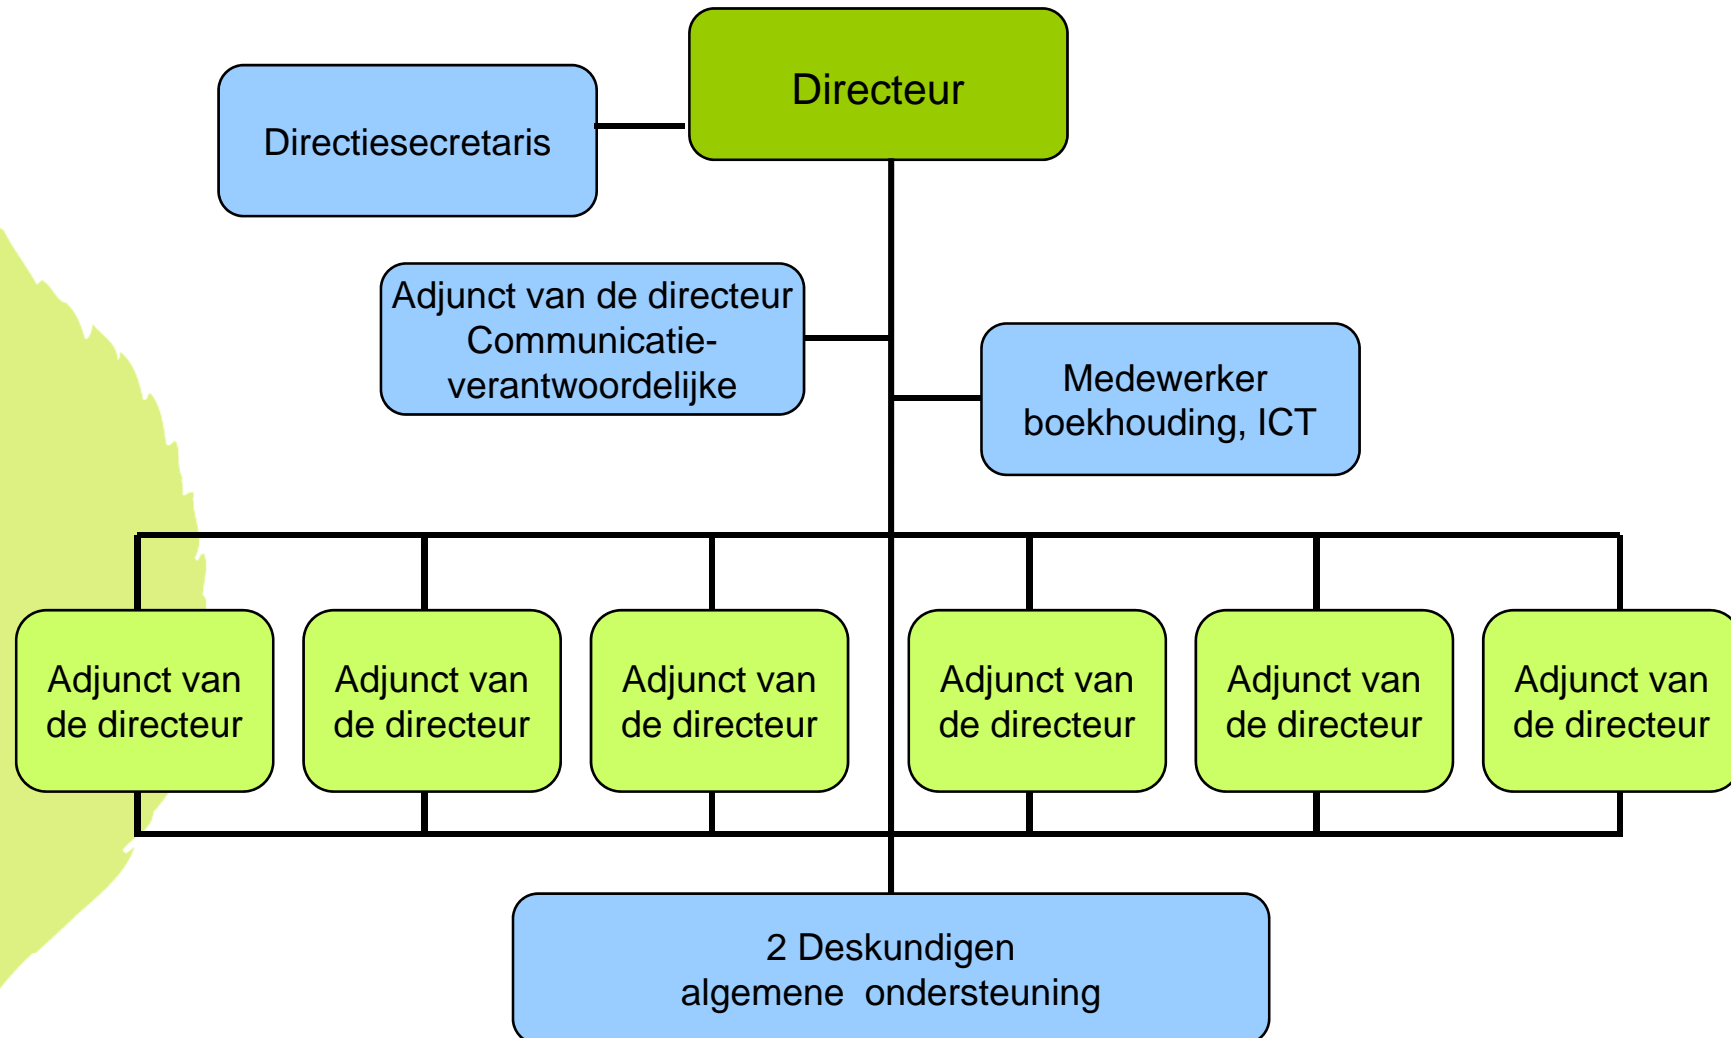 Directeur
Directiesecretaris
Adjunct van de directeur
Communicatie-
verantwoordelijke
Medewerker
boekhouding, ICT
Adjunct van
de directeur
Adjunct van
de directeur
Adjunct van
de directeur
Adjunct van
de directeur
Adjunct van
de directeur
Adjunct van
de directeur
2 Deskundigen
algemene ondersteuning